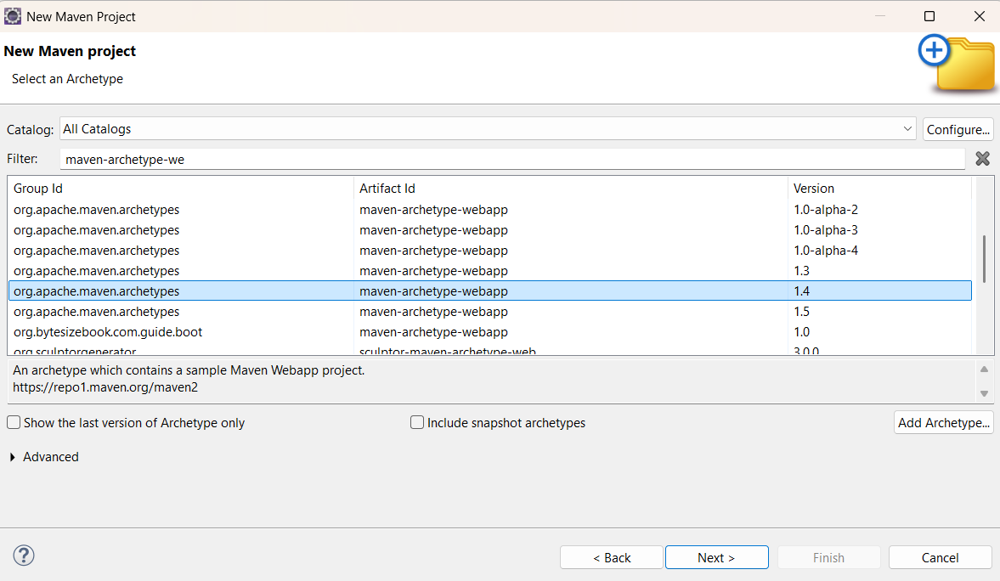 New Maven Project
New Maven project
Select an Archetype
Catalog: All Catalogs Configure...
Filter: maven-archetype-we
Group Id Artifact Id Version
org.apache.maven.archetypes maven-archetype-webapp 1.0-alpha-2
org.apache.maven.archetypes maven-archetype-webapp 1.0-alpha-3
org.apache.maven.archetypes maven-archetype-webapp 1.0-alpha-4
org.apache.maven.archetypes maven-archetype-webapp 1.3
org.apache.maven.archetypes maven-archetype-webapp 1.4
org.apache.maven.archetypes maven-archetype-webapp 1.5
org.bytesizebook.com.guide.boot maven-archetype-webapp 1.0
org.sculptorgenerator sculptor-maven-archetype-web 3.0.0
An archetype which contains a sample Maven Webapp project.
https://repo1.maven.org/maven2
Show the last version of Archetype only Include snapshot archetypes Add Archetype...
Advanced
? < Back Next > Finish Cancel